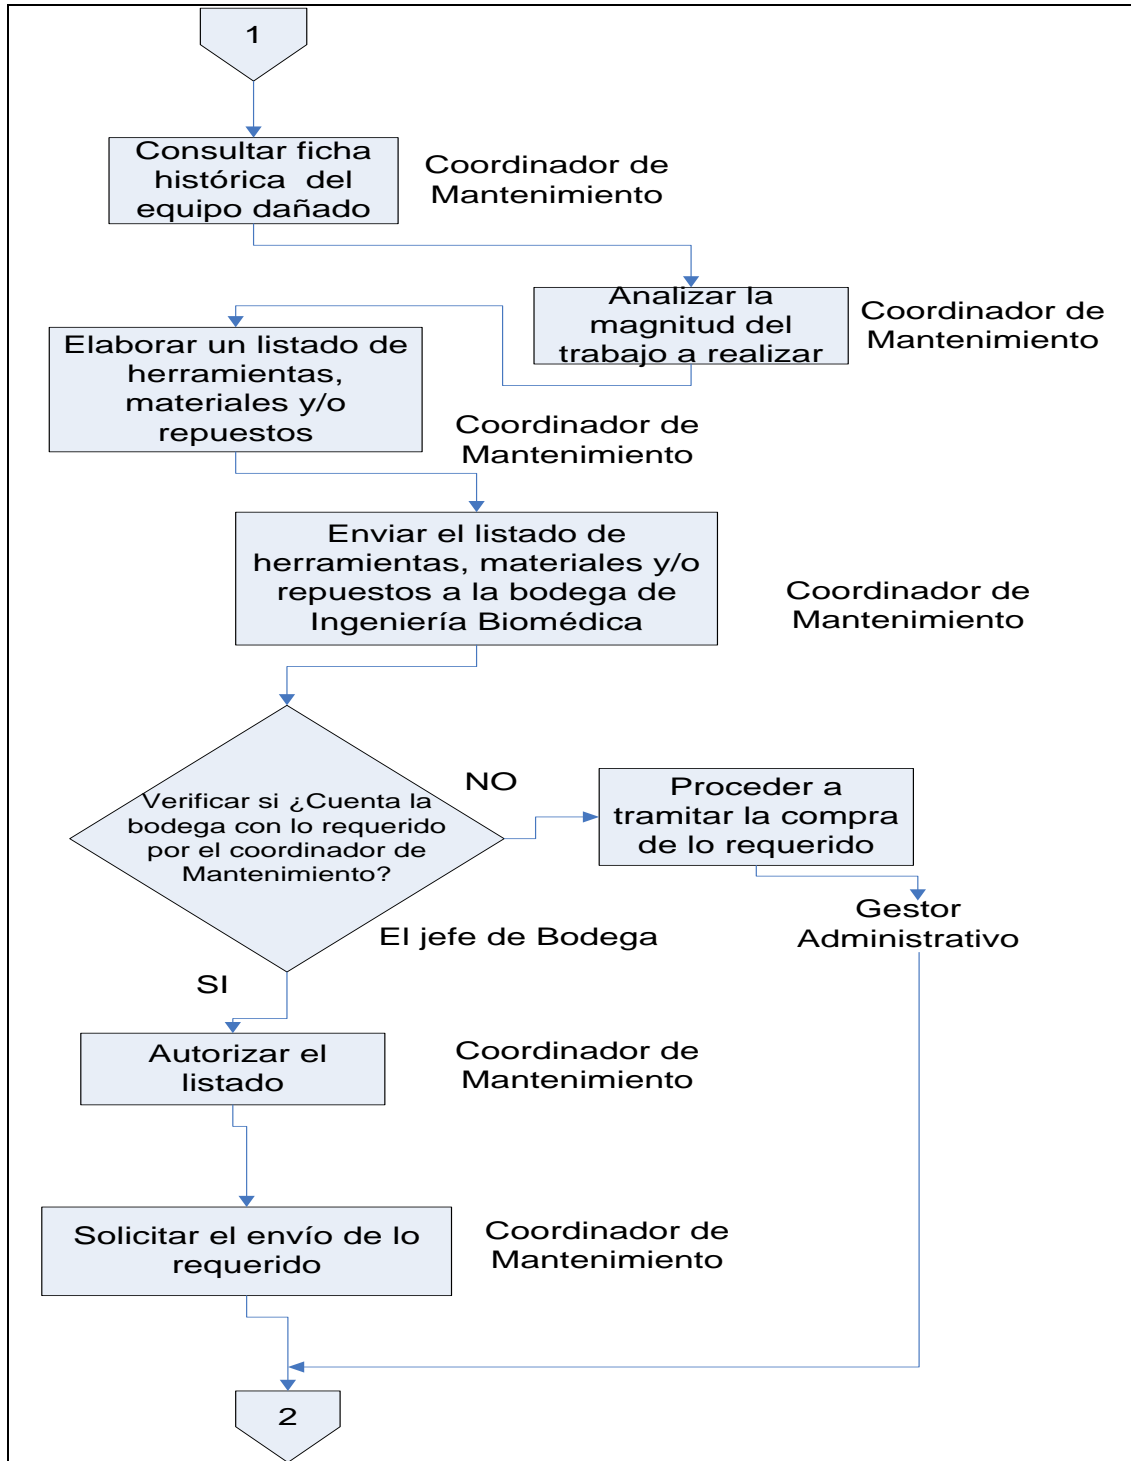 1
Consultar ficha
histórica del
equipo dañado
Coordinador de
Mantenimiento
Analizar la
magnitud del
trabajo a realizar
Coordinador de
Mantenimiento
Elaborar un listado de
herramientas,
materiales y/o
repuestos
Coordinador de
Mantenimiento
Enviar el listado de
herramientas, materiales y/o
repuestos a la bodega de
Ingeniería Biomédica
Coordinador de
Mantenimiento
Verificar si ¿Cuenta la
bodega con lo requerido
por el coordinador de
Mantenimiento?
NO
Proceder a
tramitar la compra
de lo requerido
Gestor
Administrativo
El jefe de Bodega
SI
Autorizar el
listado
Coordinador de
Mantenimiento
Solicitar el envío de lo
requerido
Coordinador de
Mantenimiento
2